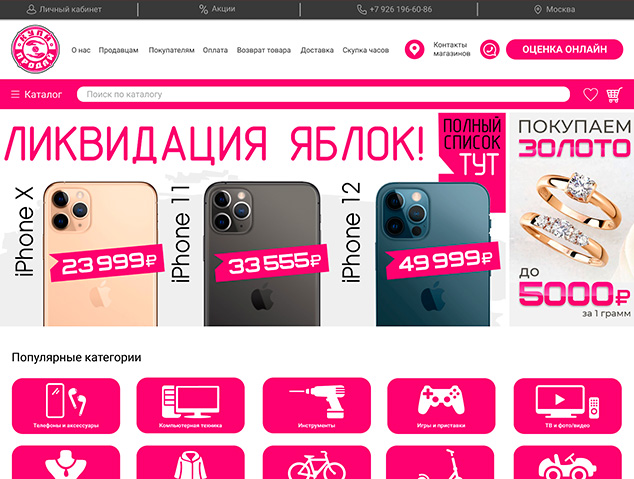 Личный кабинет
Акции
+7 926 196-60-86
Москва
КУПИ
ПРОДАЙ
О нас
Продавцам
Покупателям
Оплата
Возврат товара
Доставка
Скупка часов
Контакты
магазинов
ОЦЕНКА ОНЛАЙН
Каталог
Поиск по каталогу
ЛИКВИДАЦИЯ ЯБЛОК!
ПОЛНЫЙ
СПИСОК
ТУТ
iPhone X
23 999₽
iPhone 11
33 555₽
iPhone 12
49 999₽
ПОКУПАЕМ
ЗОЛОТО
ДО
5000₽
за 1 грамм
Популярные категории
Телефоны и аксессуары
Компьютерная техника
Инструменты
Игры и приставки
ТВ и фото/видео